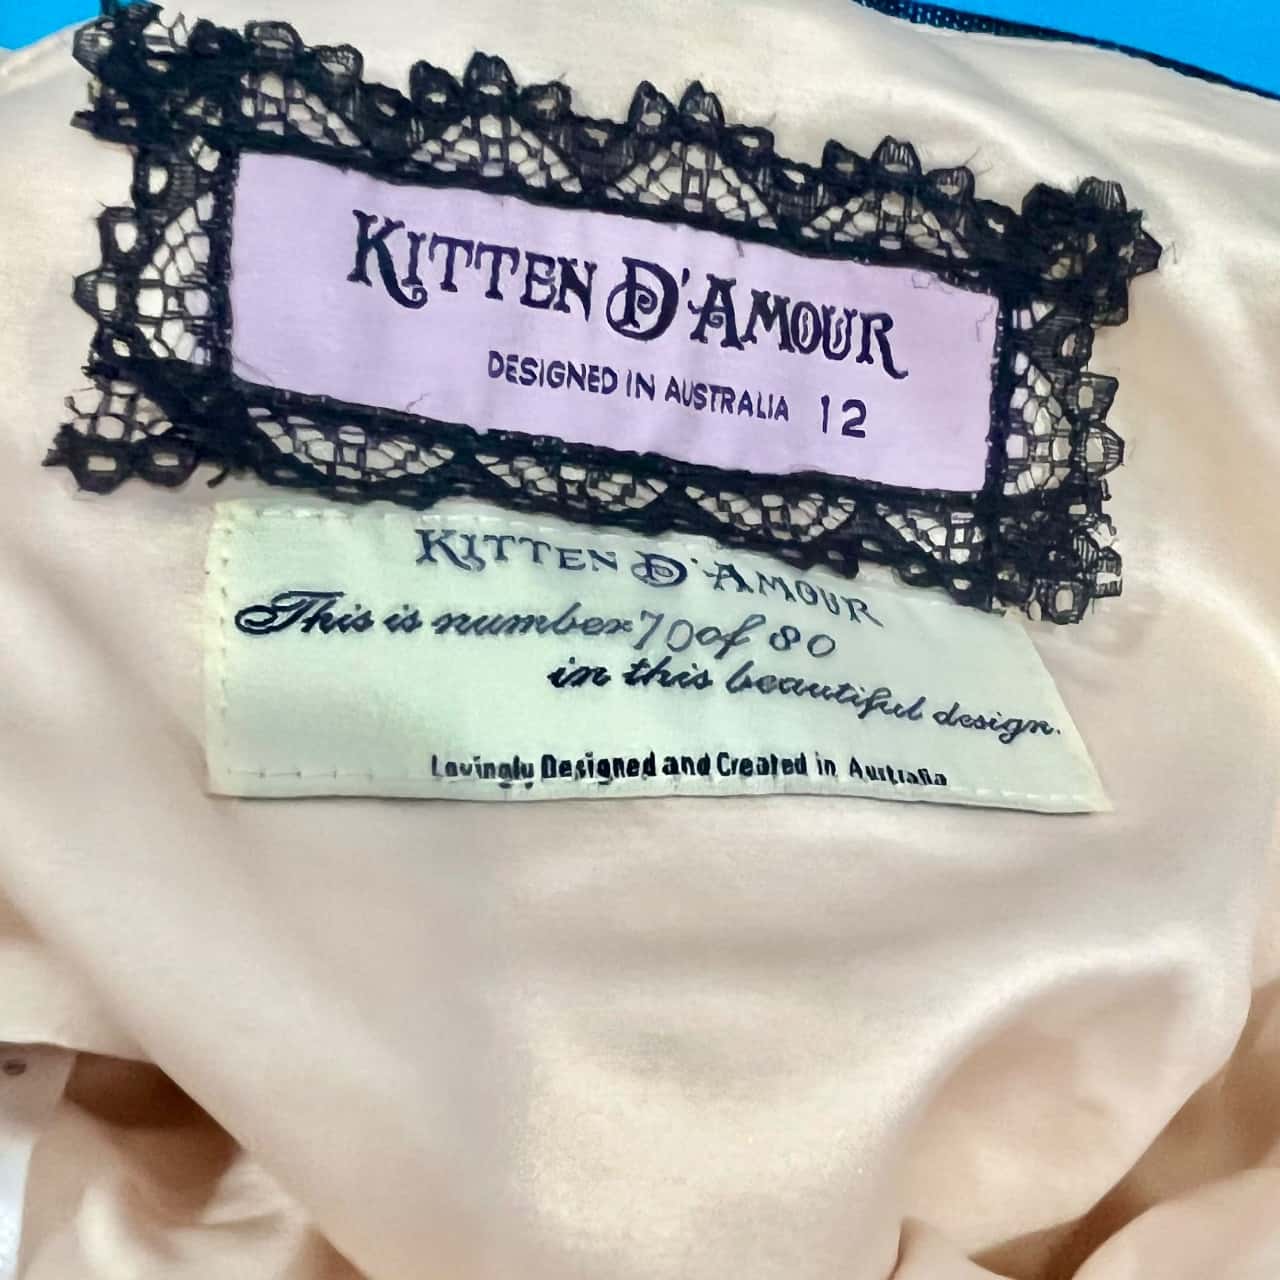 KITTEN D'AMOUR
DESIGNED IN AUSTRALIA 12
KITTEN D'AMOUR
This is number 70 of 80
in this beautiful design.
Lovingly Designed and Created in Australia